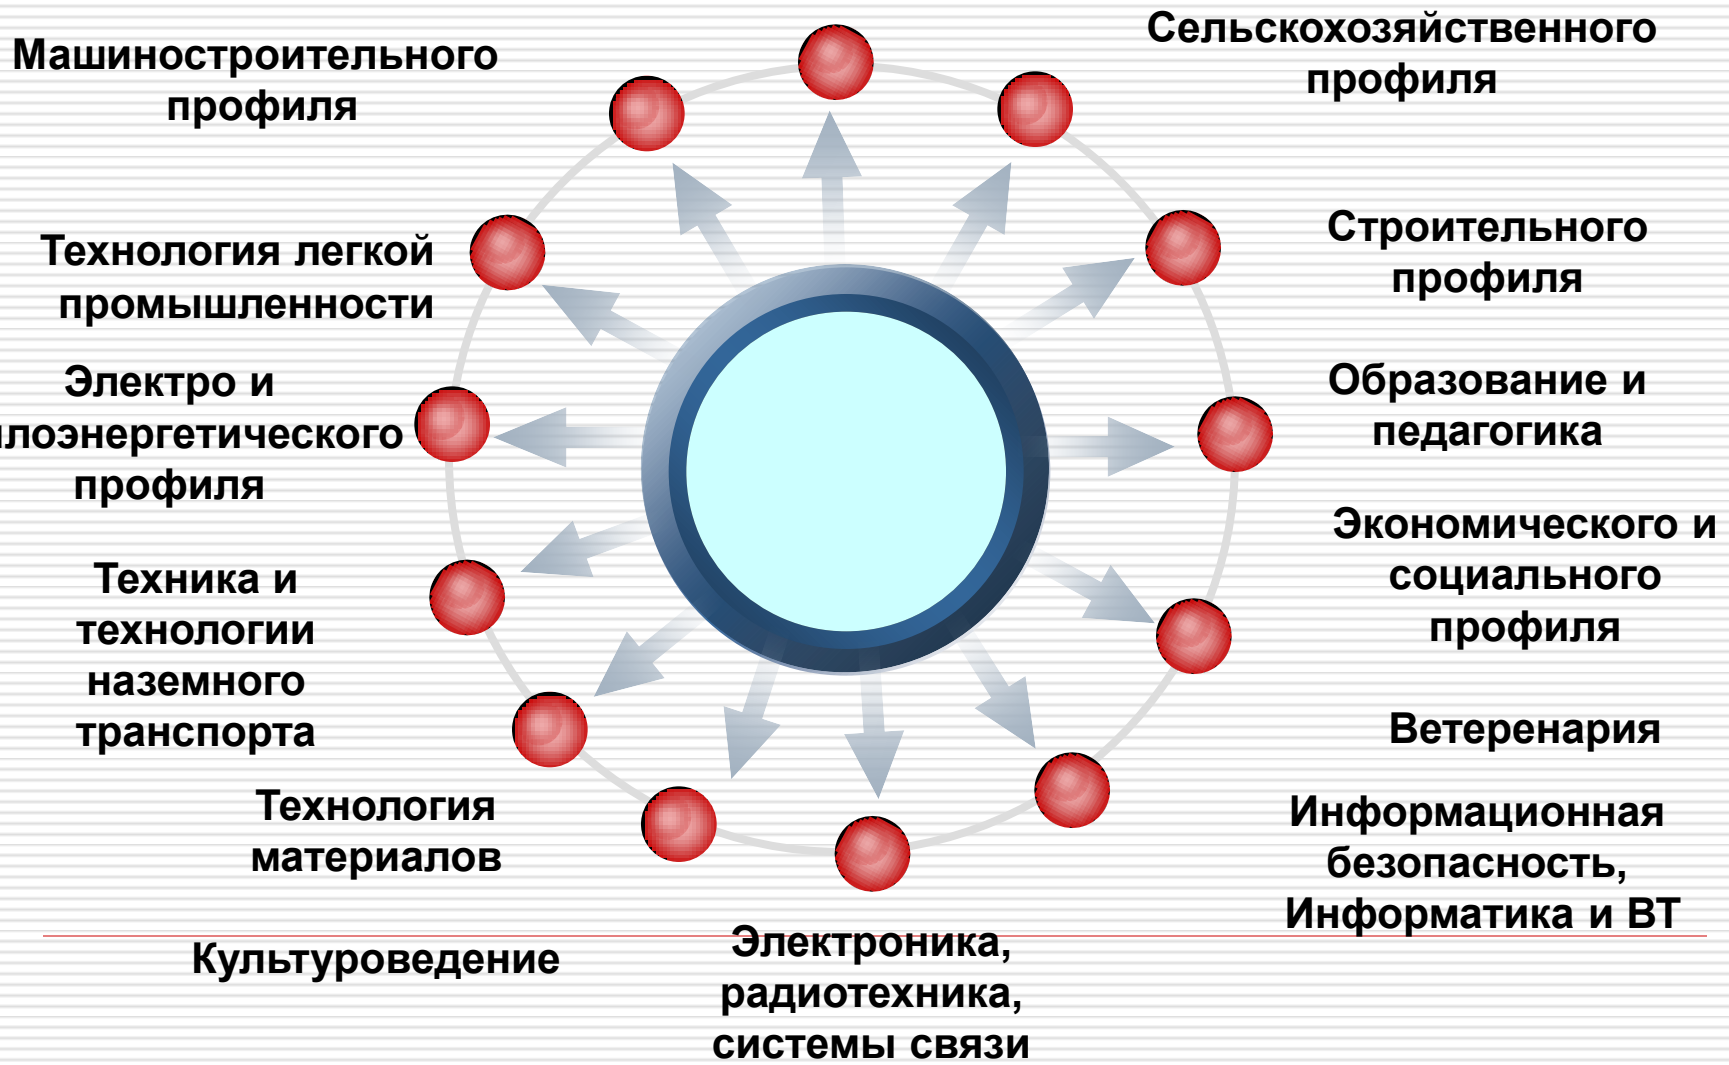 Машиностроительного
профиля
Сельскохозяйственного
профиля
Технология легкой
промышленности
Строительного
профиля
Электро и
плоэнергетического
профиля
Образование и
педагогика
Техника и
технологии
наземного
транспорта
Экономического и
социального
профиля
Технология
материалов
Ветеренария
Информационная
безопасность,
Информатика и ВТ
Культуроведение
Электроника,
радиотехника,
системы связи